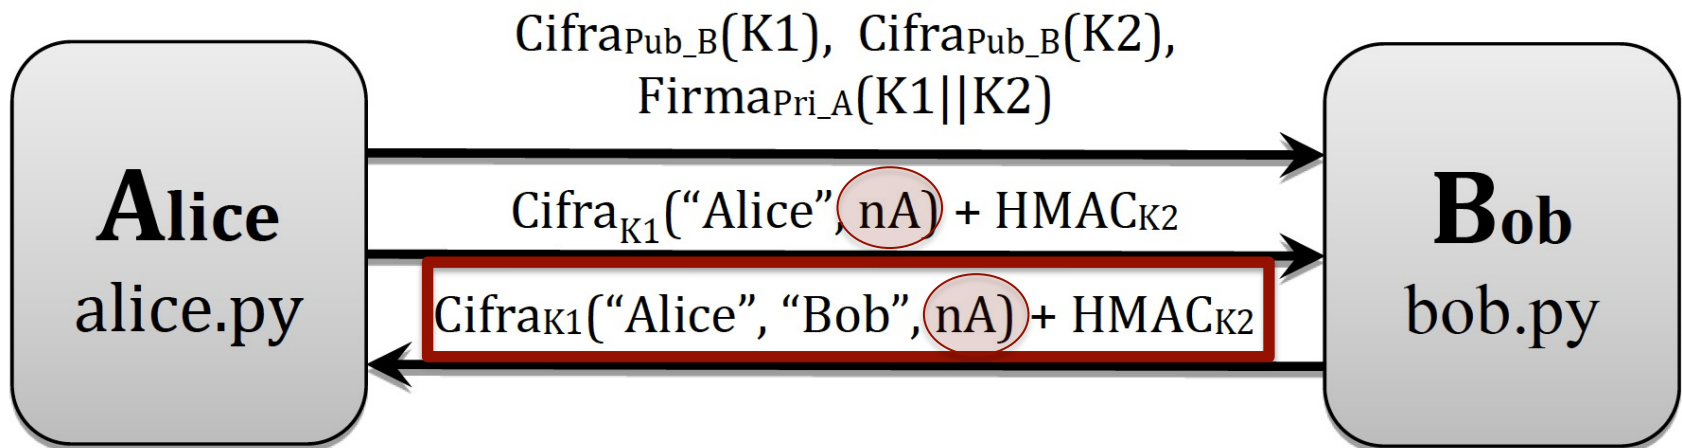 CifraPub_B(K1), CifraPub_B(K2),
FirmaPri_A(K1||K2)
Alice
alice.py
CifraK1(“Alice”, nA) + HMACK2
CifraK1(“Alice”, “Bob”, nA) + HMACK2
Bob
bob.py